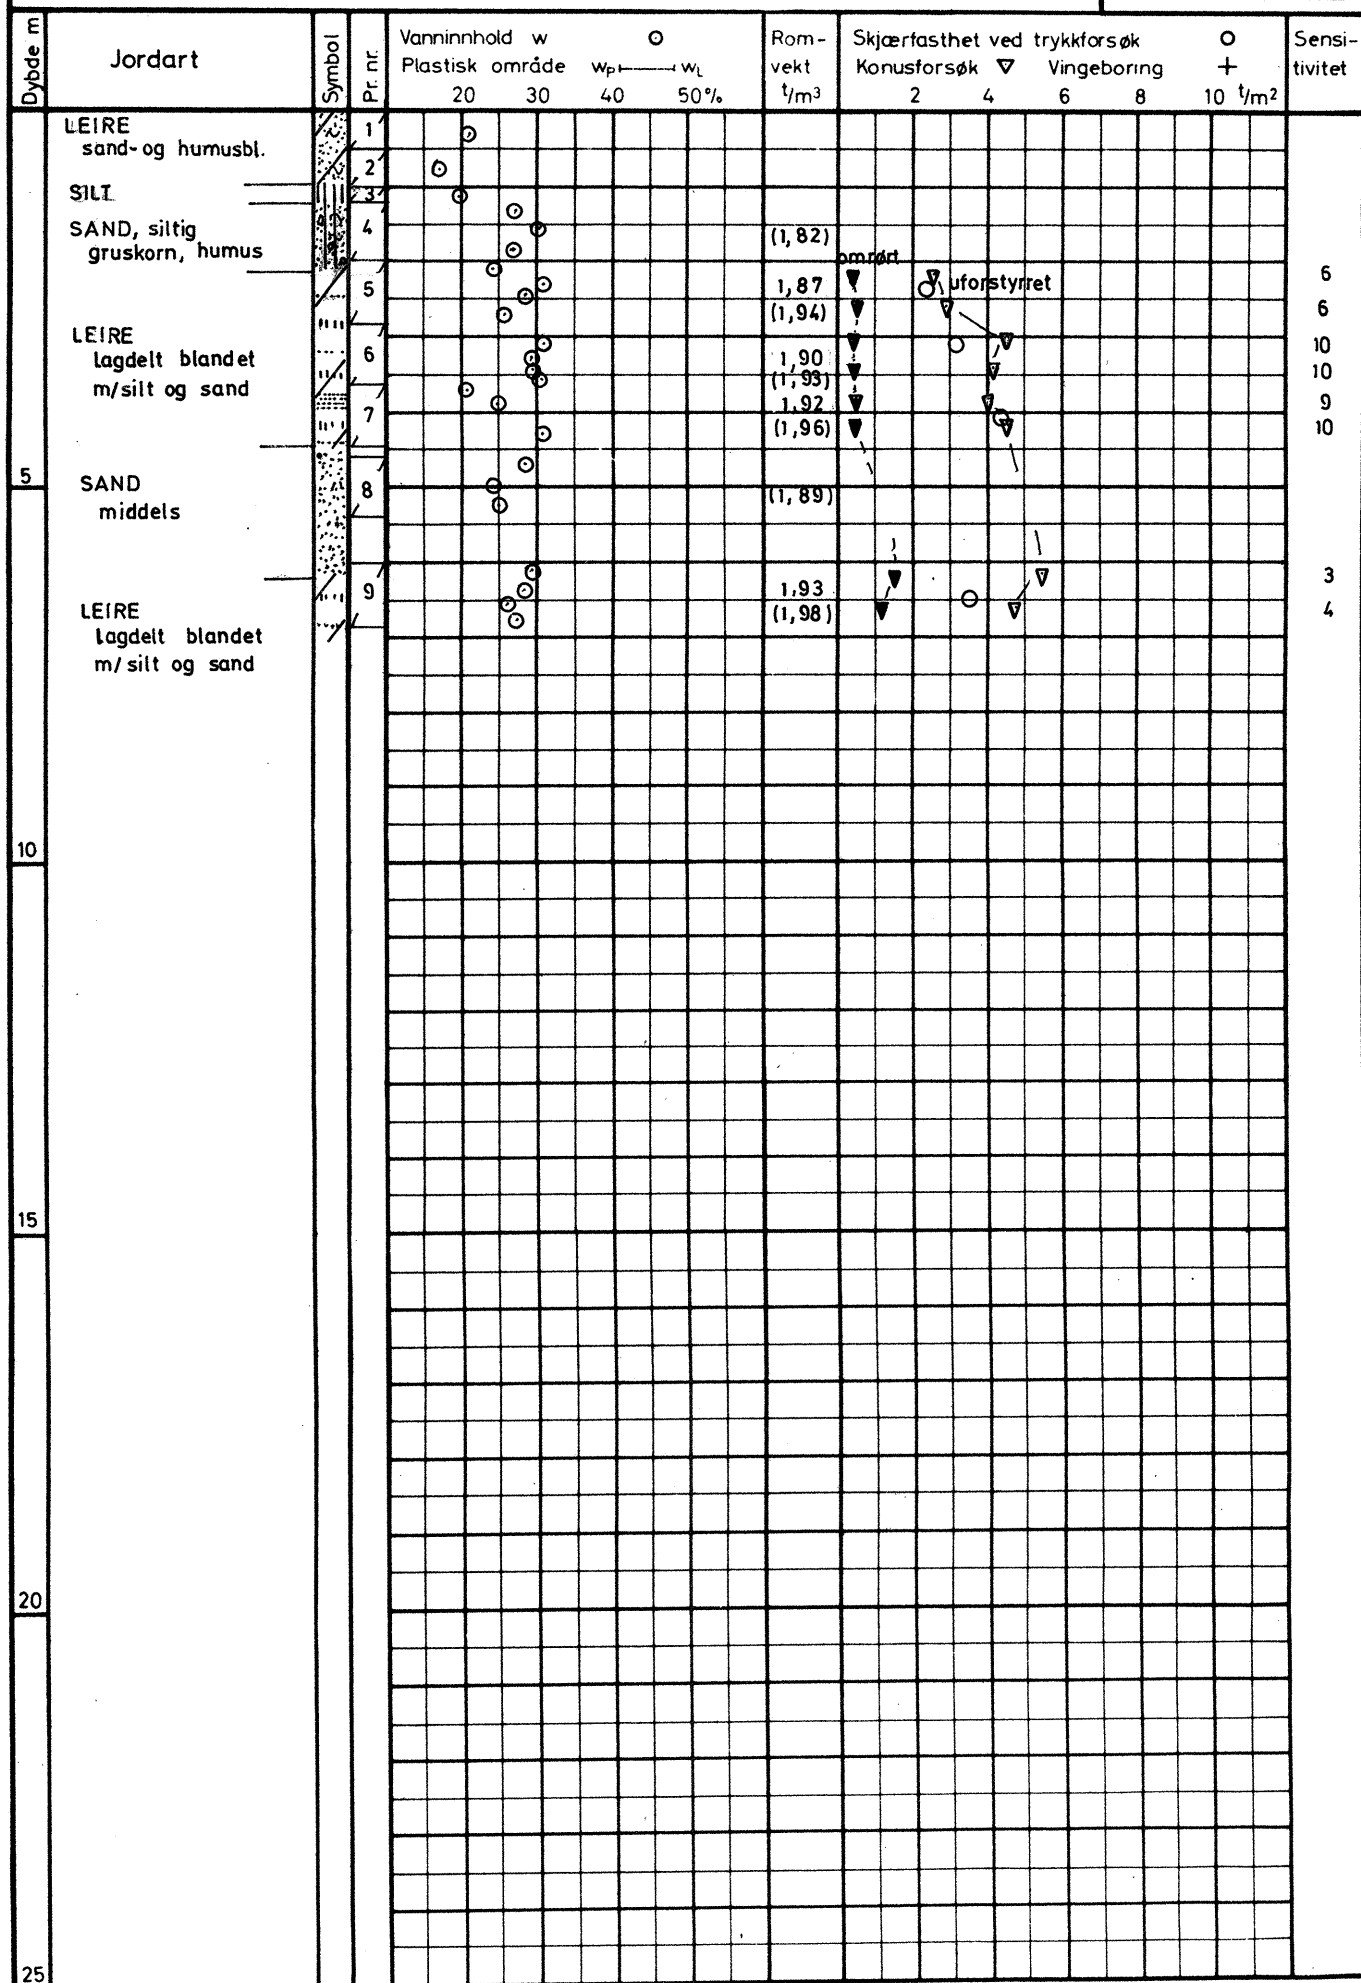 Dybde m
Jordart
Symbol
Pr. nr.
Vanninnhold w
Plastisk område wP wL
20 30 40 50%
Rom-
vekt
t/m3
Skjærfasthet ved trykkforsøk
Konusforsøk Vingeboring +
2 4 6 8 10 t/m2
Sensi-
tivitet
LEIRE
sand- og humusbl.
1
2
SILT
3
SAND, siltig
gruskorn, humus
4
(1,82)
omrørt
uforstyrret
5
1,87
6
(1,94)
6
LEIRE
lagdelt blandet
m/silt og sand
6
10
1,90
(1,93)
10
7
1,92
9
(1,96)
10
5
SAND
middels
8
(1,89)
9
3
1,93
(1,98)
4
LEIRE
lagdelt blandet
m/silt og sand
10
15
20
25